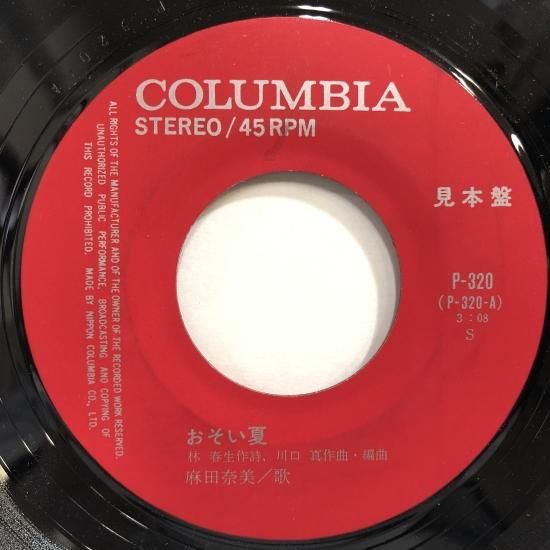 COLUMBIA
STEREO/45RPM
見本盤
P-320
(P-320-A)
3:08
S
ALL RIGHTS OF THE MANUFACTURER AND OF THE OWNER OF THE RECORDED WORK RESERVED.
UNAUTHORIZED PUBLIC PERFORMANCE, BROADCASTING AND COPYING OF
THIS RECORD PROHIBITED. MADE BY NIPPON COLUMBIA CO., LTD.
おそい夏
林 春生作詩、川口 真作曲・編曲
麻田奈美/歌